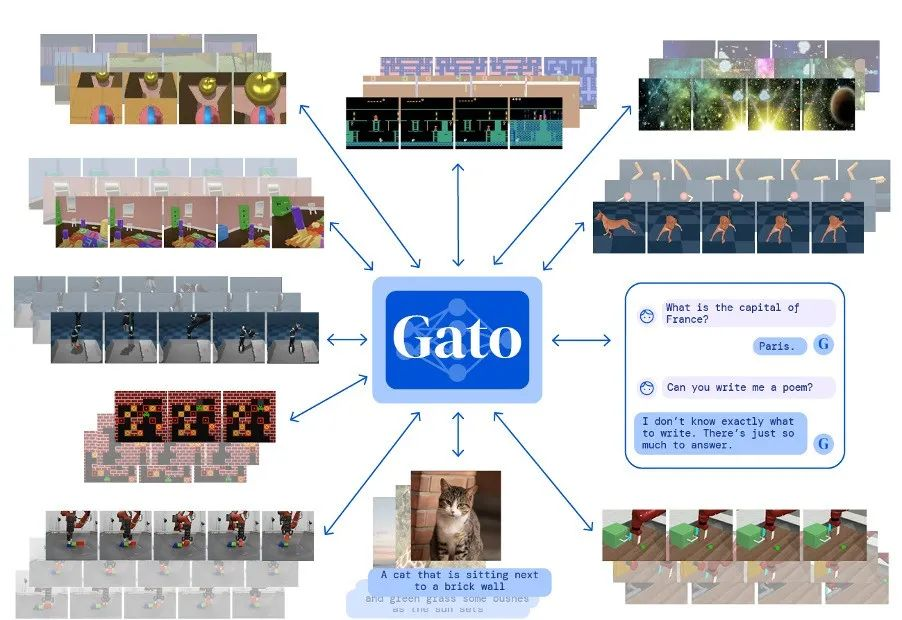 Gato
What is the capital of
France?
Paris.
G
Can you write me a poem?
I don't know exactly what
to write. There's just so
much to answer.
G
A cat that is sitting next
to a brick wall
and green grass some bushes
as the sun sets